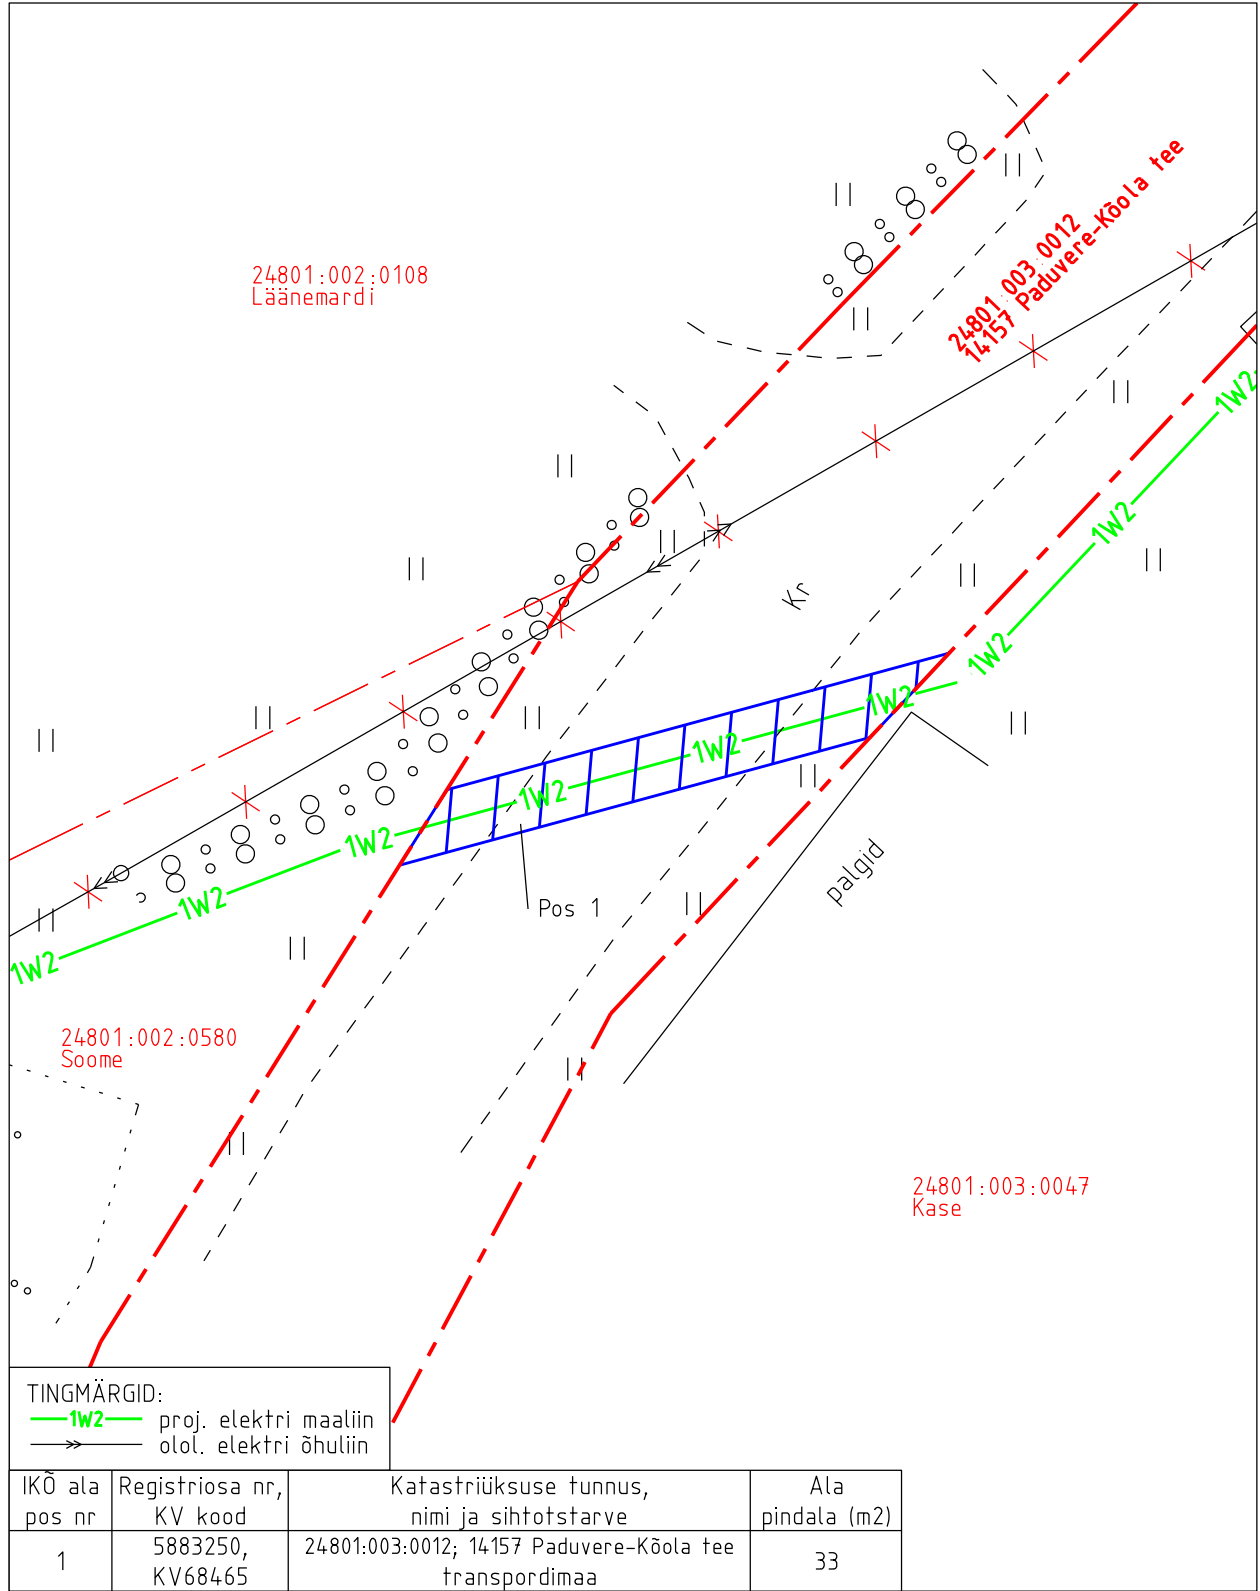 24801:003:0012
14157 Paduvere-Kõola tee
24801:002:0108
Läänemardi
1W2
1W2
Kr
1W2
1W2
1W2
1W2
1W2
palgid
1W2
Pos 1
1W2
24801:002:0580
Soome
24801:003:0047
Kase
TINGMÄRGID:
1W2 proj. elektri maaliin
olol. elektri õhuliin
IKÕ ala pos nr
Registriosa nr, KV kood
Katastriüksuse tunnus, nimi ja sihtotstarve
Ala pindala (m2)
1
5883250, KV68465
24801:003:0012; 14157 Paduvere-Kõola tee transpordimaa
33